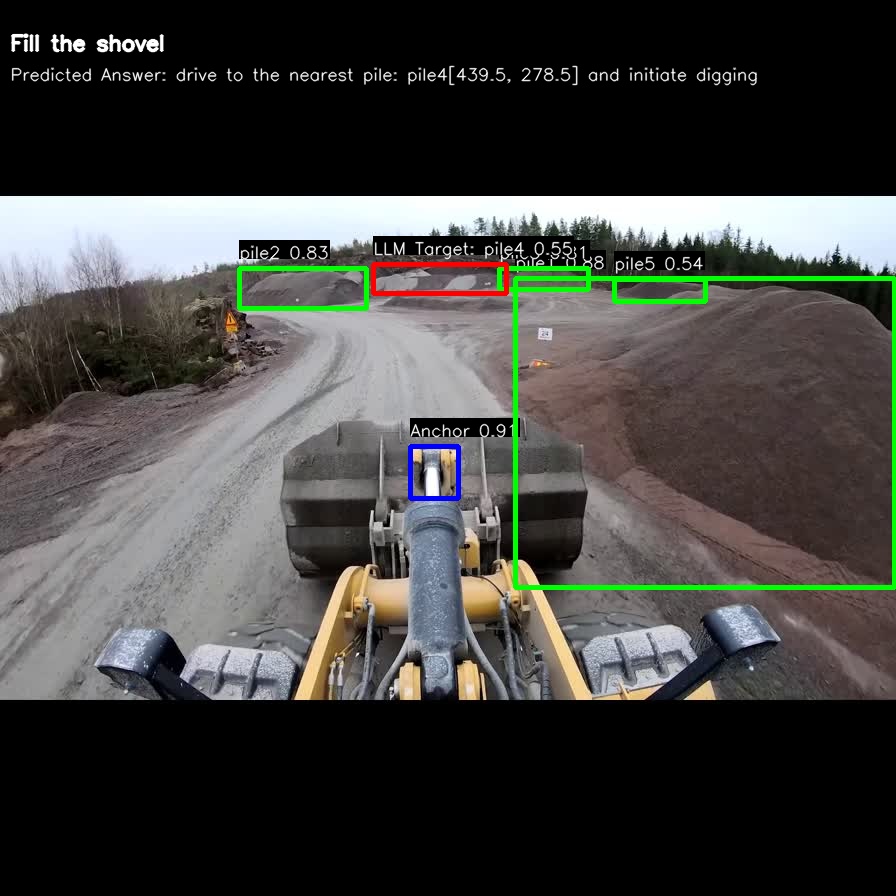 Fill the shovel
Predicted Answer: drive to the nearest pile: pile4[439.5, 278.5] and initiate digging
pile2 0.83
LLM Target: pile4 0.55
pile5 0.54
Anchor 0.91
24